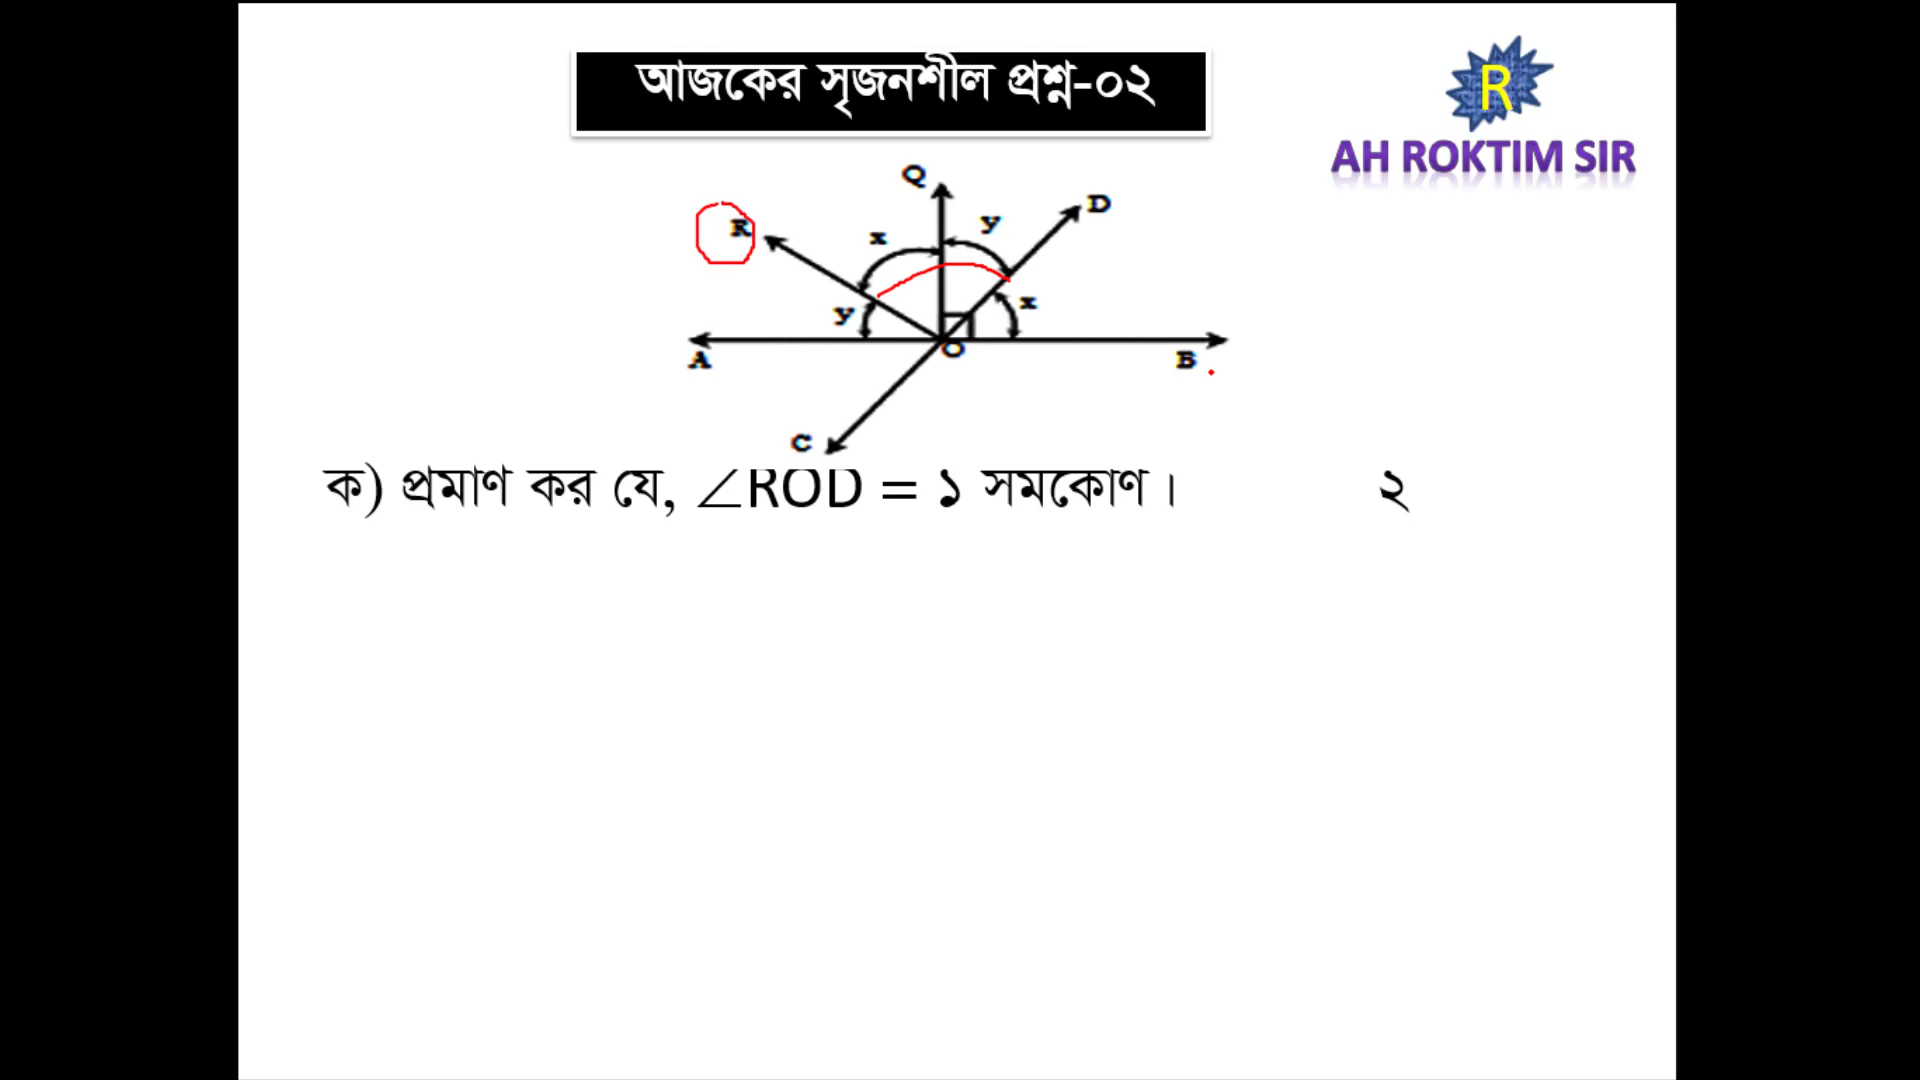 আজকের সৃজনশীল প্রশ্ন-০২
R
AH ROKTIM SIR
Q
D
R
x
y
y
x
A
O
B
C
ক) প্রমাণ কর যে, ∠ROD = ১ সমকোণ। ২